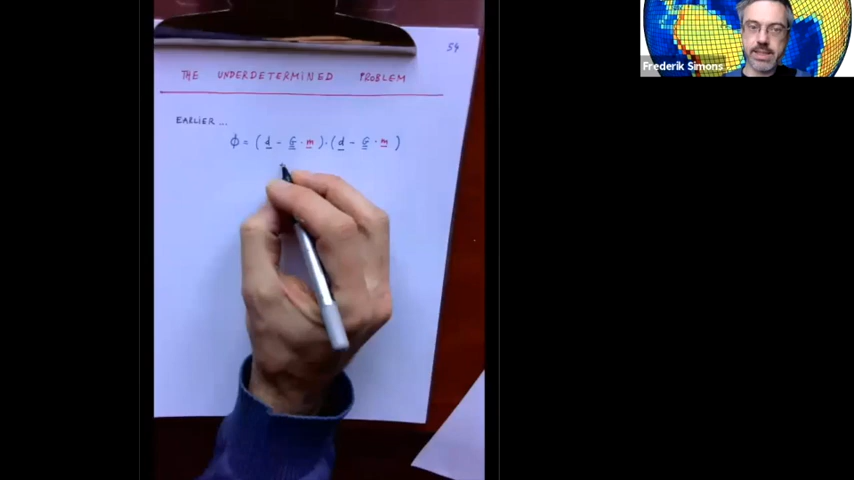 54
THE UNDERDETERMINED PROBLEM
EARLIER ...
ϕ = ( d - G · m ) · ( d - G · m )
Frederik Simons